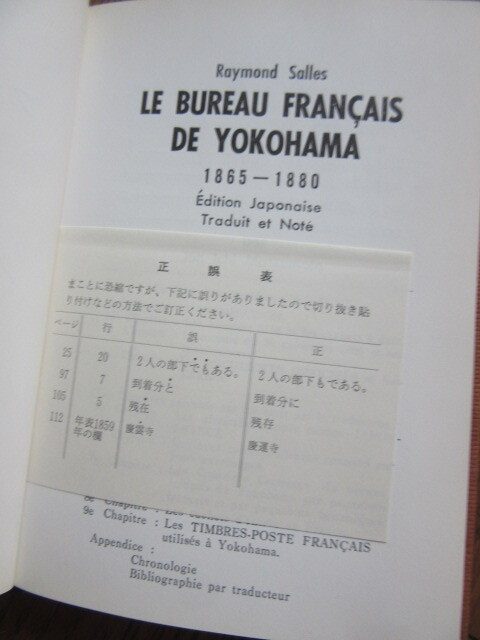 Raymond Salles
LE BUREAU FRANÇAIS
DE YOKOHAMA
1865—1880
Édition Japonaise
Traduit et Noté
正誤表
まことに恐縮ですが、下記に誤りがありましたので切り抜き貼
り付けなどの方法でご訂正ください。
ページ 行 誤 正
25 20 2人の部下でもある。 2人の部下もである。
97 7 到着分と 到着分に
105 5 残在 残存
112 年表1859年の欄 慶雲寺 慶運寺
9e Chapitre : Les TIMBRES-POSTE FRANÇAIS
utilisés à Yokohama.
Appendice :
Chronologie
Bibliographie par traducteur